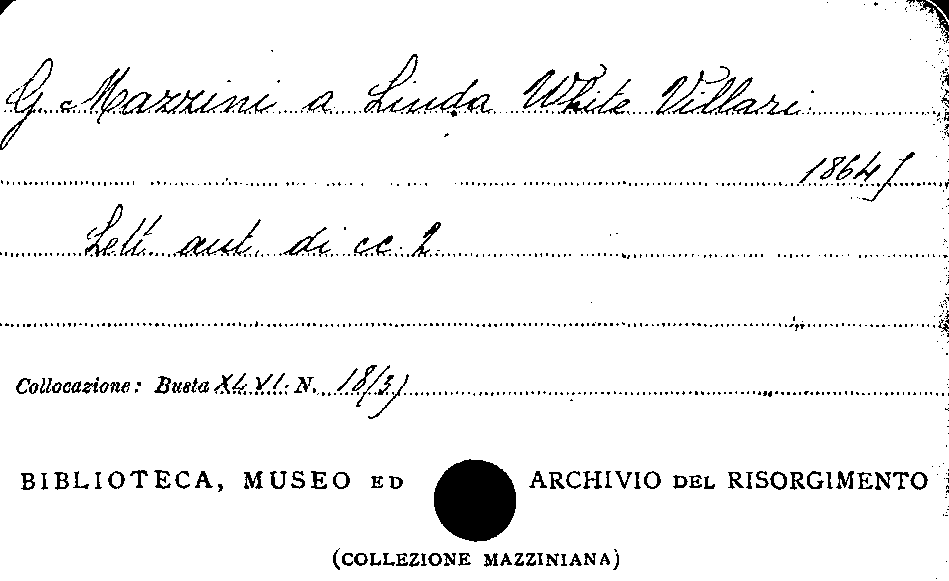 G. Mazzini a Linda White Villari.
1864]
Lett. aut. di cc. 2.
Collocazione: Busta XLVI. N. 18/3)
BIBLIOTECA, MUSEO ED ARCHIVIO DEL RISORGIMENTO
(COLLEZIONE MAZZINIANA)